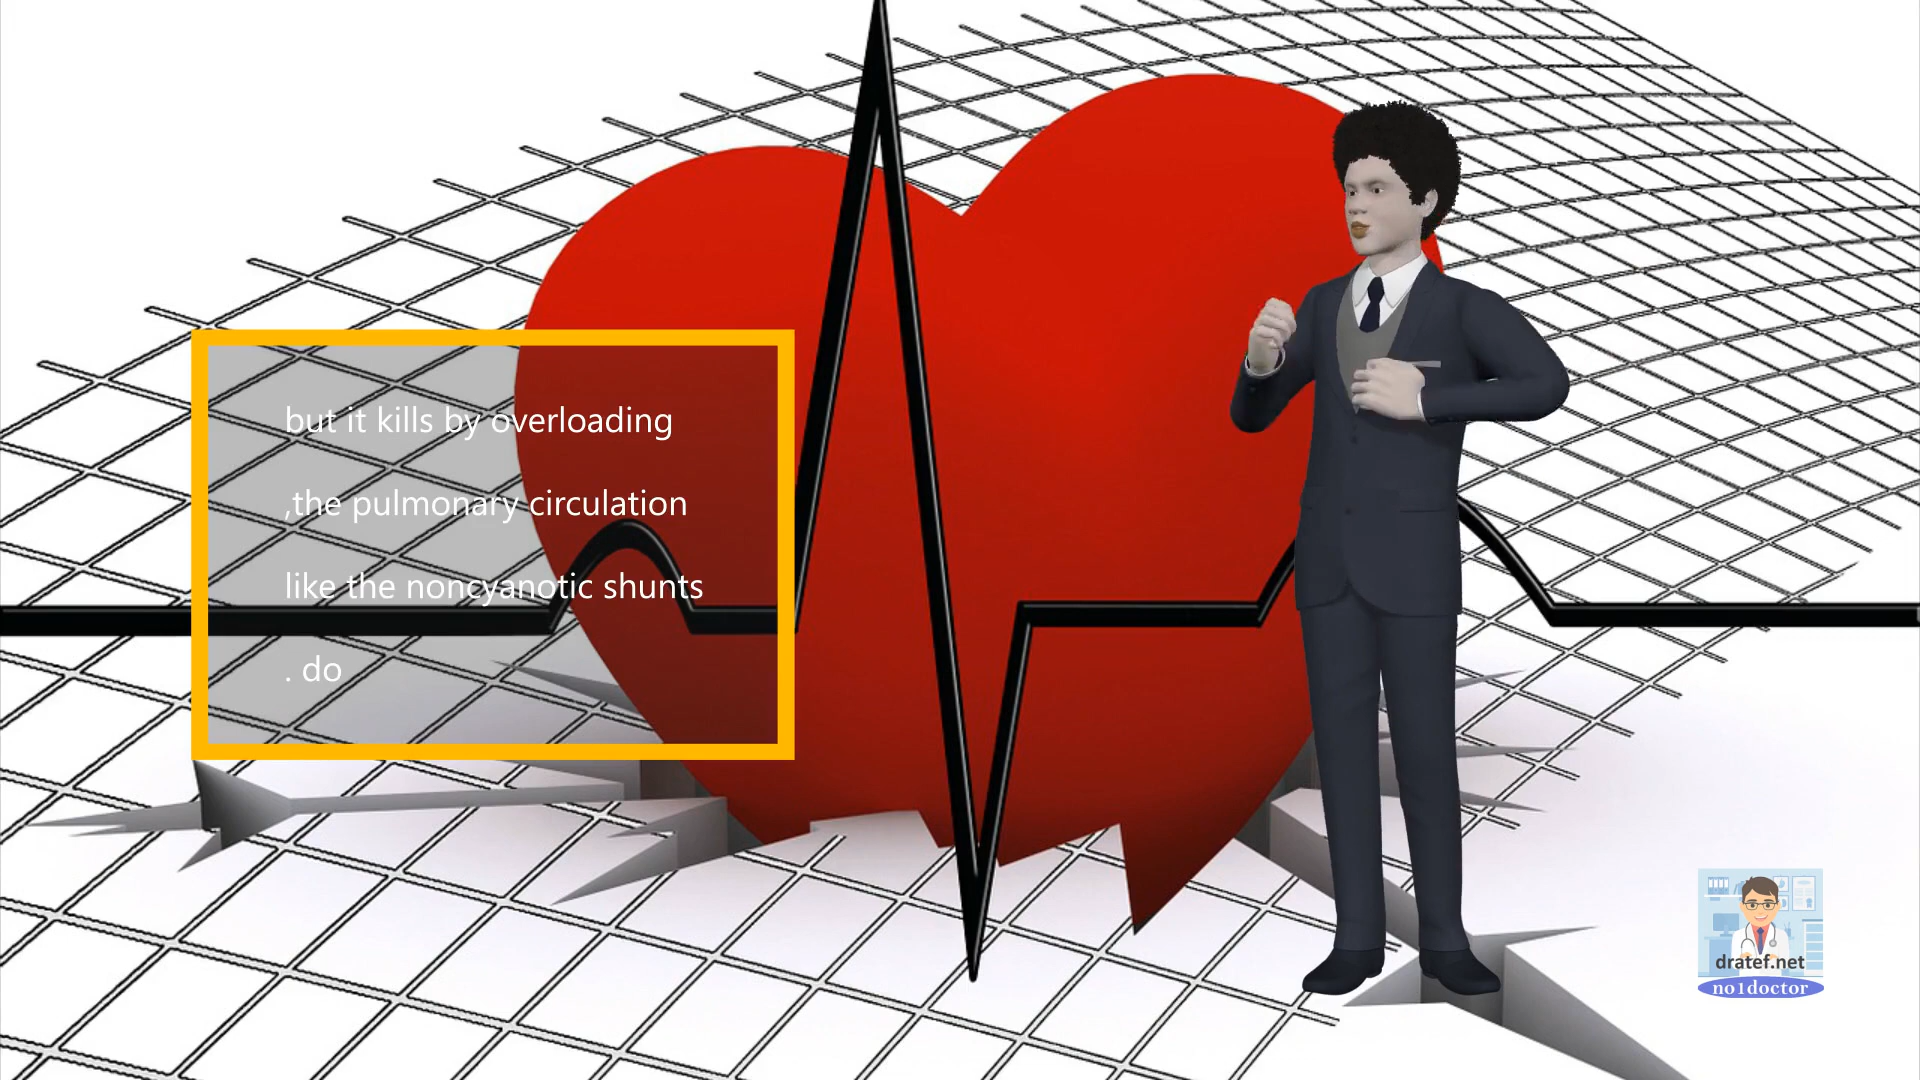 but it kills by overloading
,the pulmonary circulation
like the noncyanotic shunts
. do
dratef.net
no1doctor